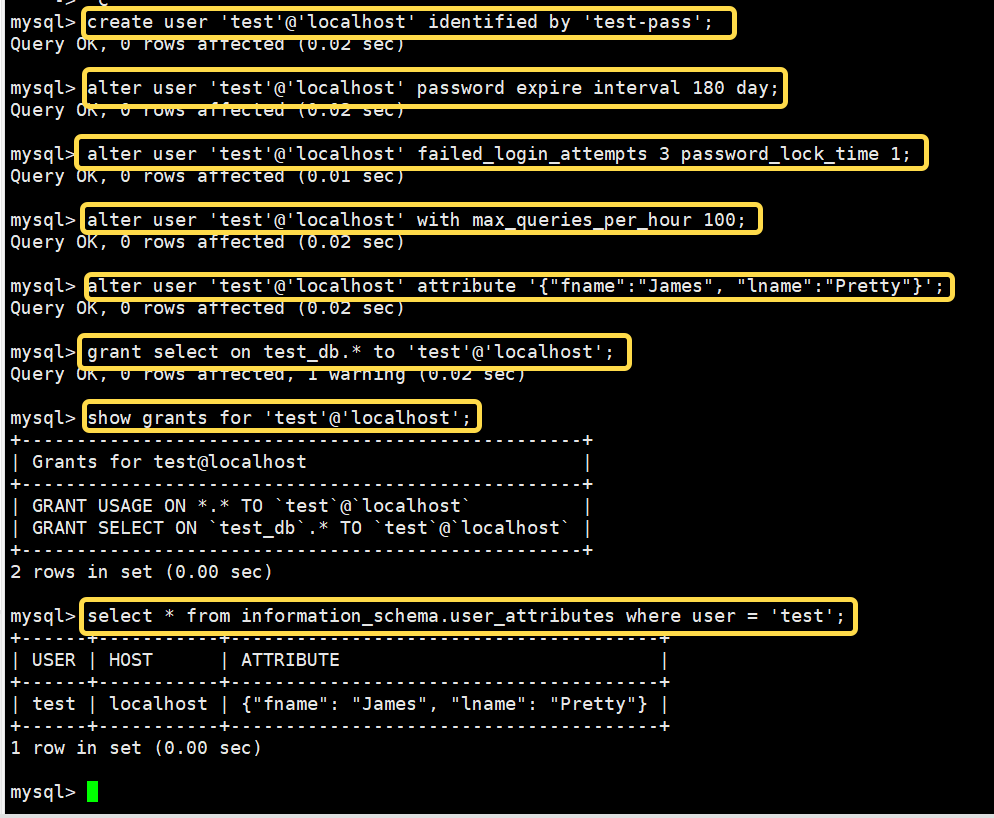 mysql> create user 'test'@'localhost' identified by 'test-pass';
Query OK, 0 rows affected (0.02 sec)
mysql> alter user 'test'@'localhost' password expire interval 180 day;
Query OK, 0 rows affected (0.02 sec)
mysql> alter user 'test'@'localhost' failed_login_attempts 3 password_lock_time 1;
Query OK, 0 rows affected (0.01 sec)
mysql> alter user 'test'@'localhost' with max_queries_per_hour 100;
Query OK, 0 rows affected (0.02 sec)
mysql> alter user 'test'@'localhost' attribute '{"fname":"James", "lname":"Pretty"}';
Query OK, 0 rows affected (0.02 sec)
mysql> grant select on test_db.* to 'test'@'localhost';
Query OK, 0 rows affected, 1 warning (0.02 sec)
mysql> show grants for 'test'@'localhost';
+---------------------------------------------------+
| Grants for test@localhost                         |
+---------------------------------------------------+
| GRANT USAGE ON *.* TO `test`@`localhost`          |
| GRANT SELECT ON `test_db`.* TO `test`@`localhost` |
+---------------------------------------------------+
2 rows in set (0.00 sec)
mysql> select * from information_schema.user_attributes where user = 'test';
+------+-----------+---------------------------------------+
| USER | HOST      | ATTRIBUTE                             |
+------+-----------+---------------------------------------+
| test | localhost | {"fname": "James", "lname": "Pretty"} |
+------+-----------+---------------------------------------+
1 row in set (0.00 sec)
mysql>